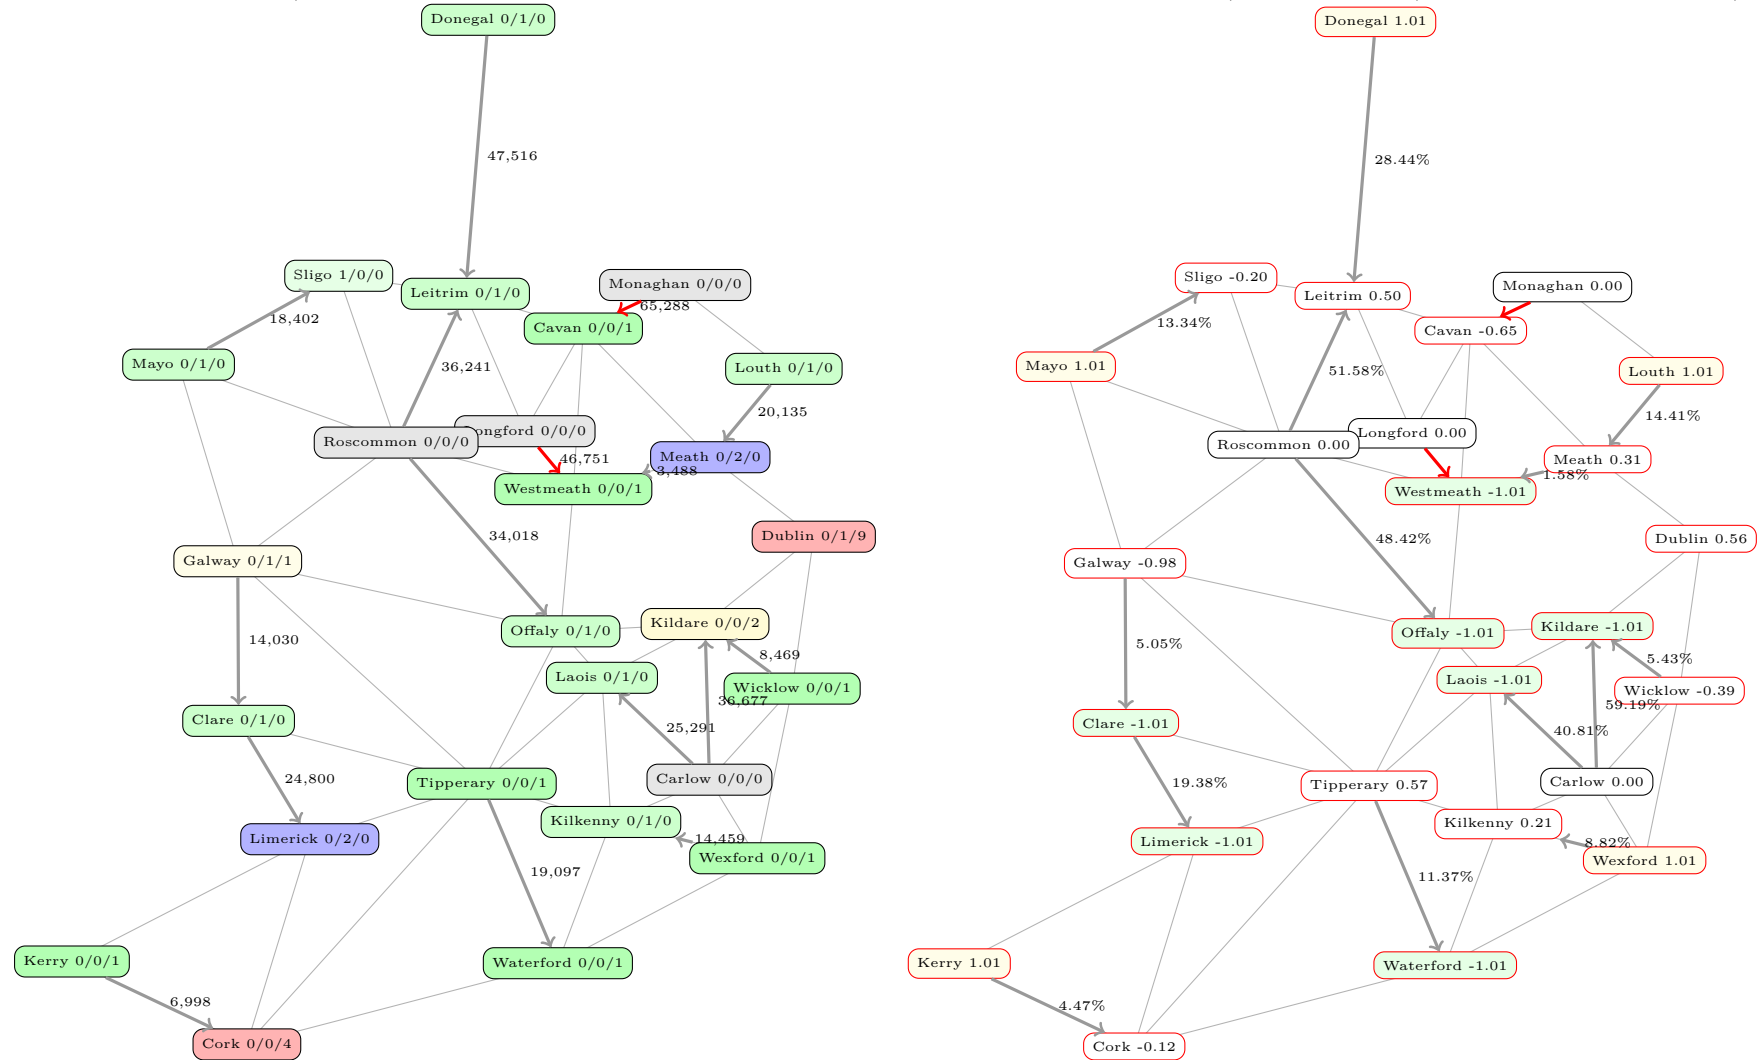 Donegal 0/1/0
47,516
Sligo 1/0/0
Leitrim 0/1/0
Monaghan 0/0/0
65,288
18,402
Cavan 0/0/1
Mayo 0/1/0
36,241
Louth 0/1/0
20,135
Longford 0/0/0
Roscommon 0/0/0
46,751
Meath 0/2/0
3,488
Westmeath 0/0/1
34,018
Dublin 0/1/9
Galway 0/1/1
14,030
Offaly 0/1/0
Kildare 0/0/2
8,469
Laois 0/1/0
Wicklow 0/0/1
36,677
25,291
Clare 0/1/0
24,800
Tipperary 0/0/1
Carlow 0/0/0
Kilkenny 0/1/0
14,459
Limerick 0/2/0
Wexford 0/0/1
19,097
Kerry 0/0/1
Waterford 0/0/1
6,998
Cork 0/0/4
Donegal 1.01
28.44%
Sligo -0.20
Leitrim 0.50
Monaghan 0.00
13.34%
Cavan -0.65
Mayo 1.01
51.58%
Louth 1.01
14.41%
Longford 0.00
Roscommon 0.00
Meath 0.31
1.58%
Westmeath -1.01
48.42%
Dublin 0.56
Galway -0.98
5.05%
Offaly -1.01
Kildare -1.01
5.43%
Laois -1.01
Wicklow -0.39
59.19%
40.81%
Clare -1.01
19.38%
Tipperary 0.57
Carlow 0.00
Kilkenny 0.21
8.82%
Limerick -1.01
Wexford 1.01
11.37%
Kerry 1.01
Waterford -1.01
4.47%
Cork -0.12